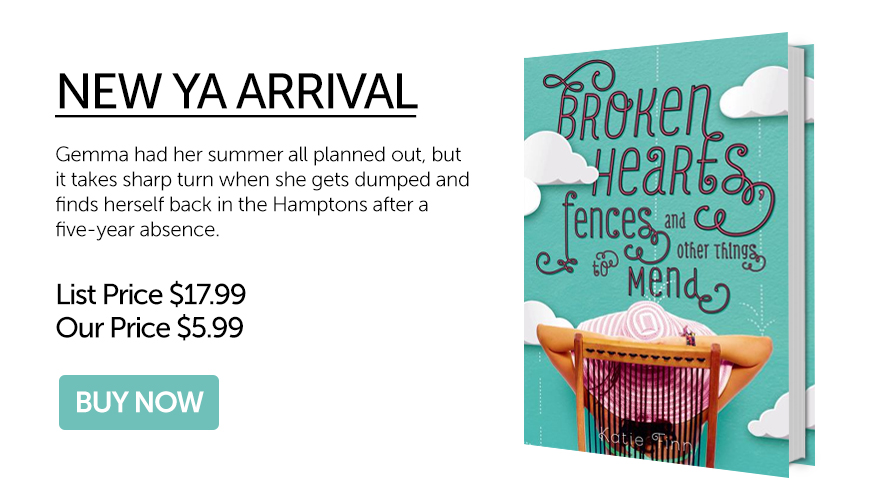 NEW YA ARRIVAL
Gemma had her summer all planned out, but
it takes sharp turn when she gets dumped and
finds herself back in the Hamptons after a
five-year absence.
List Price $17.99
Our Price $5.99
BUY NOW
Broken
Hearts,
fences and
other Things
to Mend
Katie Finn